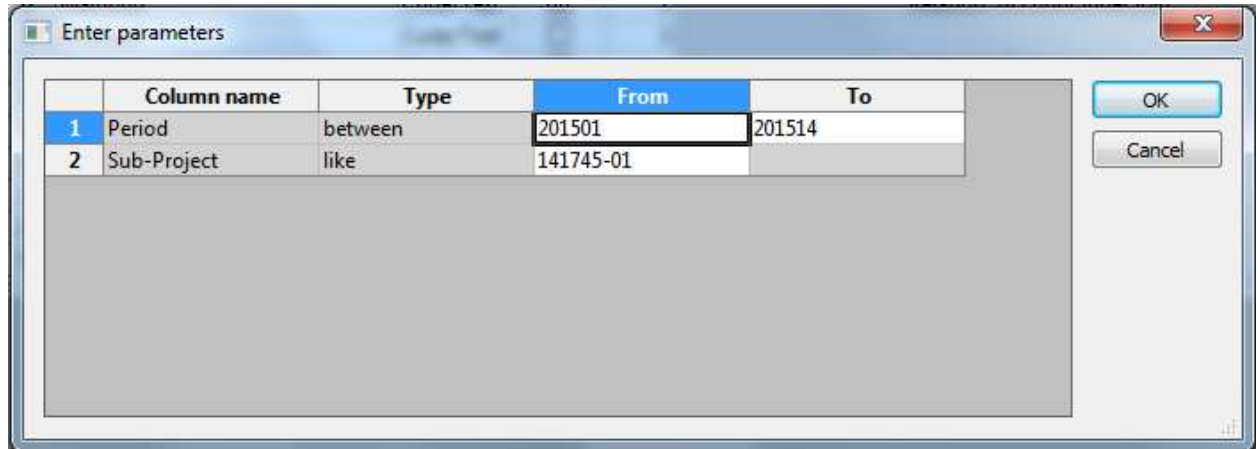 Enter parameters
Column name Type From To
1 Period between 201501 201514
2 Sub-Project like 141745-01
OK
Cancel